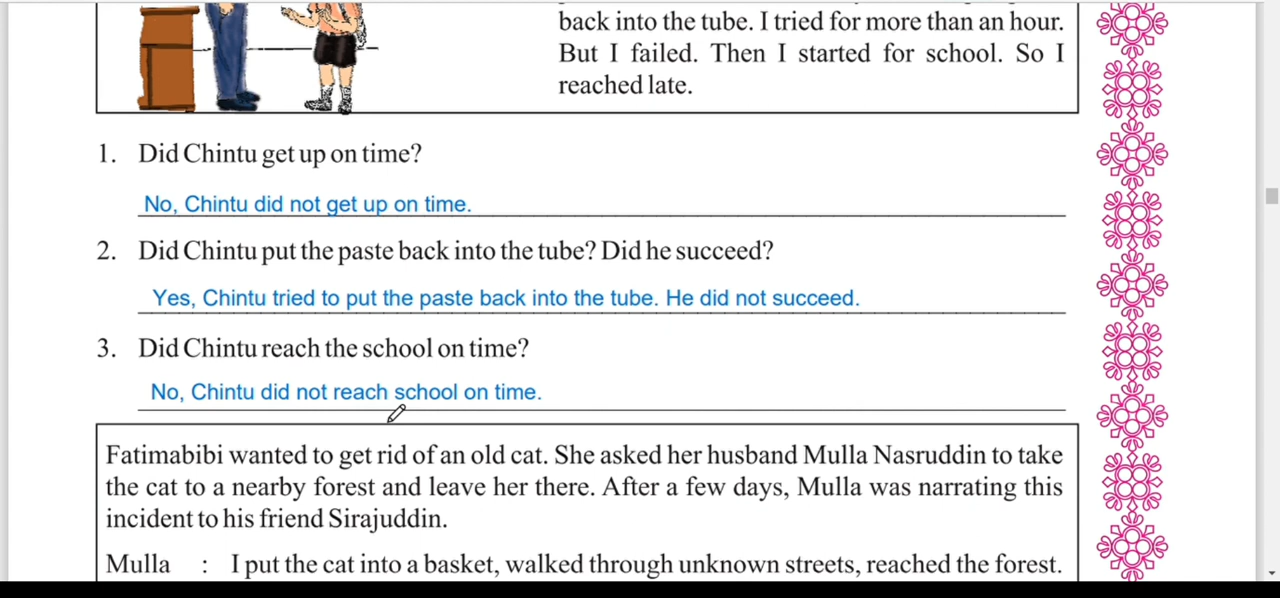 back into the tube. I tried for more than an hour.
But I failed. Then I started for school. So I
reached late.
1. Did Chintu get up on time?
No, Chintu did not get up on time.
2. Did Chintu put the paste back into the tube? Did he succeed?
Yes, Chintu tried to put the paste back into the tube. He did not succeed.
3. Did Chintu reach the school on time?
No, Chintu did not reach school on time.
Fatimabibi wanted to get rid of an old cat. She asked her husband Mulla Nasruddin to take
the cat to a nearby forest and leave her there. After a few days, Mulla was narrating this
incident to his friend Sirajuddin.
Mulla : I put the cat into a basket, walked through unknown streets, reached the forest.